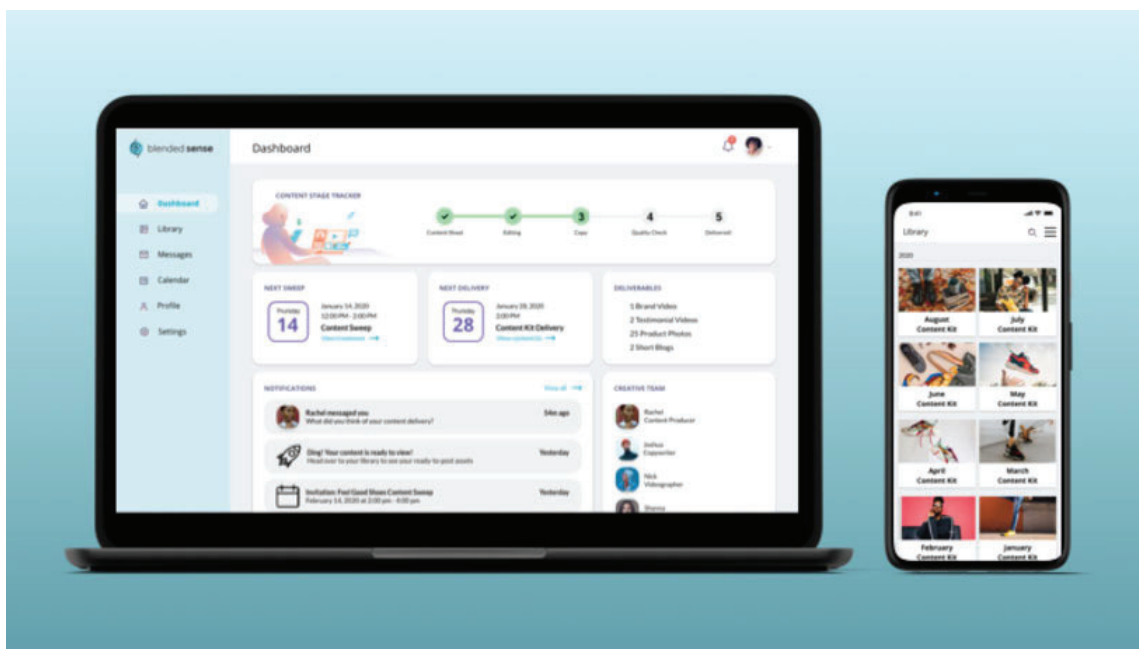 blended sense
Dashboard
Dashboard
Library
Messages
Calendar
Profile
Settings
CONTENT STAGE TRACKER
3
4
5
Content Shoot
Editing
Copy
Quality Check
Delivered!
NEXT SWEEP
Thursday
14
January 14, 2020
12:00 PM - 2:00 PM
Content Sweep
NEXT DELIVERY
Thursday
28
January 28, 2020
2:00 PM
Content Kit Delivery
DELIVERABLES
1 Brand Video
2 Testimonial Videos
25 Product Photos
2 Short Blogs
NOTIFICATIONS
View all
Rachel messaged you
What did you think of your content delivery?
54m ago
Ding! Your content is ready to view!
Head over to your library to see your ready-to-post assets
Yesterday
Invitation: Feel Good Shoes Content Sweep
February 14, 2020 at 2:00 pm - 4:00 pm
Yesterday
CREATIVE TEAM
Rachel
Content Producer
Joshua
Copywriter
Nick
Videographer
Shanna
9:41
Library
2020
August
Content Kit
July
Content Kit
June
Content Kit
May
Content Kit
April
Content Kit
March
Content Kit
February
Content Kit
January
Content Kit